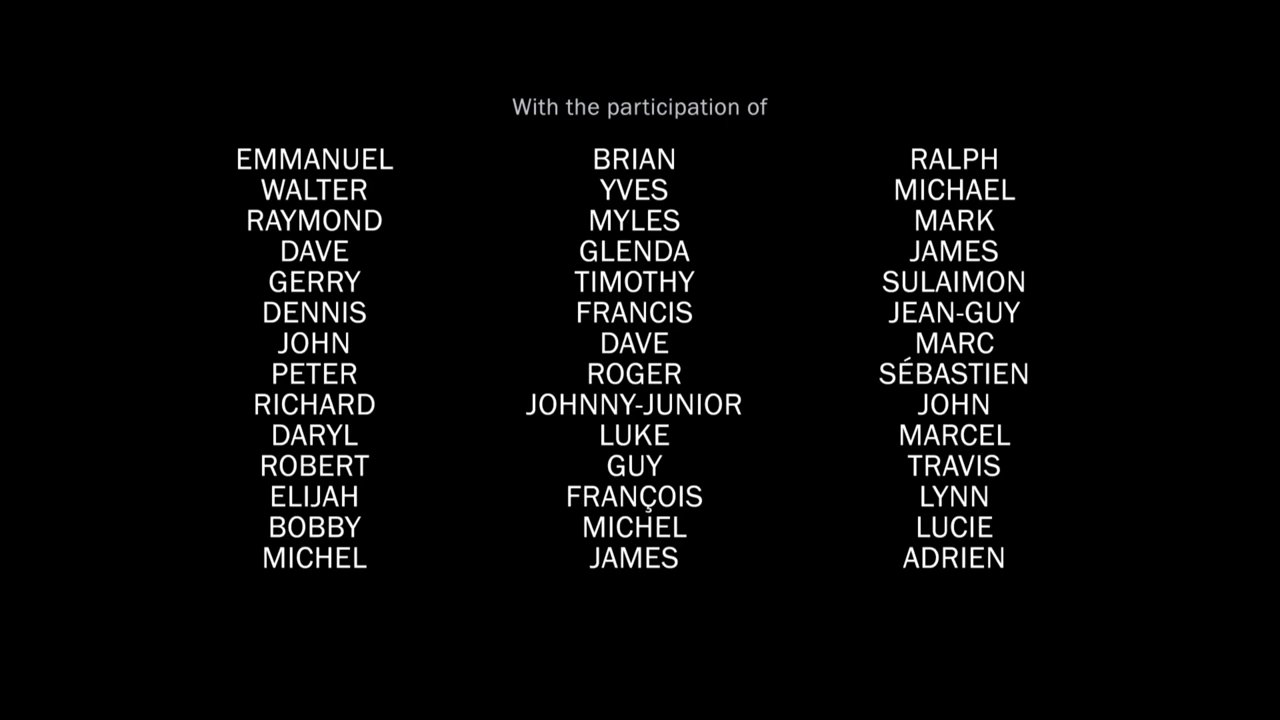 With the participation of
EMMANUEL
WALTER
RAYMOND
DAVE
GERRY
DENNIS
JOHN
PETER
RICHARD
DARYL
ROBERT
ELIJAH
BOBBY
MICHEL
BRIAN
YVES
MYLES
GLENDA
TIMOTHY
FRANCIS
DAVE
ROGER
JOHNNY-JUNIOR
LUKE
GUY
FRANÇOIS
MICHEL
JAMES
RALPH
MICHAEL
MARK
JAMES
SULAIMON
JEAN-GUY
MARC
SÉBASTIEN
JOHN
MARCEL
TRAVIS
LYNN
LUCIE
ADRIEN